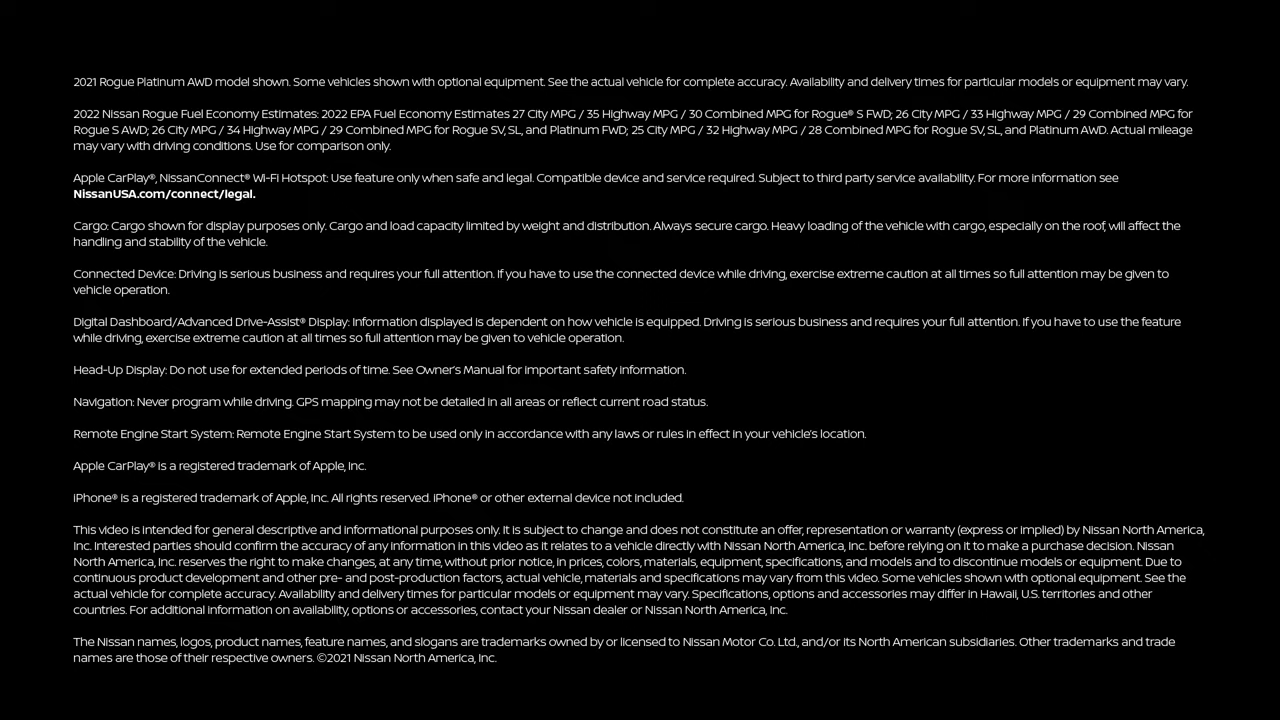 2021 Rogue Platinum AWD model shown. Some vehicles shown with optional equipment. See the actual vehicle for complete accuracy. Availability and delivery times for particular models or equipment may vary.
2022 Nissan Rogue Fuel Economy Estimates: 2022 EPA Fuel Economy Estimates 27 City MPG / 35 Highway MPG / 30 Combined MPG for Rogue® S FWD; 26 City MPG / 33 Highway MPG / 29 Combined MPG for
Rogue S AWD; 26 City MPG / 34 Highway MPG / 29 Combined MPG for Rogue SV, SL, and Platinum FWD; 25 City MPG / 32 Highway MPG / 28 Combined MPG for Rogue SV, SL, and Platinum AWD. Actual mileage
may vary with driving conditions. Use for comparison only.
Apple CarPlay®, NissanConnect® Wi-Fi Hotspot: Use feature only when safe and legal. Compatible device and service required. Subject to third party service availability. For more information see
NissanUSA.com/connect/legal.
Cargo: Cargo shown for display purposes only. Cargo and load capacity limited by weight and distribution. Always secure cargo. Heavy loading of the vehicle with cargo, especially on the roof, will affect the
handling and stability of the vehicle.
Connected Device: Driving is serious business and requires your full attention. If you have to use the connected device while driving, exercise extreme caution at all times so full attention may be given to
vehicle operation.
Digital Dashboard/Advanced Drive-Assist® Display: Information displayed is dependent on how vehicle is equipped. Driving is serious business and requires your full attention. If you have to use the feature
while driving, exercise extreme caution at all times so full attention may be given to vehicle operation.
Head-Up Display: Do not use for extended periods of time. See Owner's Manual for important safety information.
Navigation: Never program while driving. GPS mapping may not be detailed in all areas or reflect current road status.
Remote Engine Start System: Remote Engine Start System to be used only in accordance with any laws or rules in effect in your vehicle's location.
Apple CarPlay® is a registered trademark of Apple, Inc.
iPhone® is a registered trademark of Apple, Inc. All rights reserved. iPhone® or other external device not included.
This video is intended for general descriptive and informational purposes only. It is subject to change and does not constitute an offer, representation or warranty (express or implied) by Nissan North America,
Inc. Interested parties should confirm the accuracy of any information in this video as it relates to a vehicle directly with Nissan North America, Inc. before relying on it to make a purchase decision. Nissan
North America, Inc. reserves the right to make changes, at any time, without prior notice, in prices, colors, materials, equipment, specifications, and models and to discontinue models or equipment. Due to
continuous product development and other pre- and post-production factors, actual vehicle, materials and specifications may vary from this video. Some vehicles shown with optional equipment. See the
actual vehicle for complete accuracy. Availability and delivery times for particular models or equipment may vary. Specifications, options and accessories may differ in Hawaii, U.S. territories and other
countries. For additional information on availability, options or accessories, contact your Nissan dealer or Nissan North America, Inc.
The Nissan names, logos, product names, feature names, and slogans are trademarks owned by or licensed to Nissan Motor Co. Ltd., and/or its North American subsidiaries. Other trademarks and trade
names are those of their respective owners. ©2021 Nissan North America, Inc.